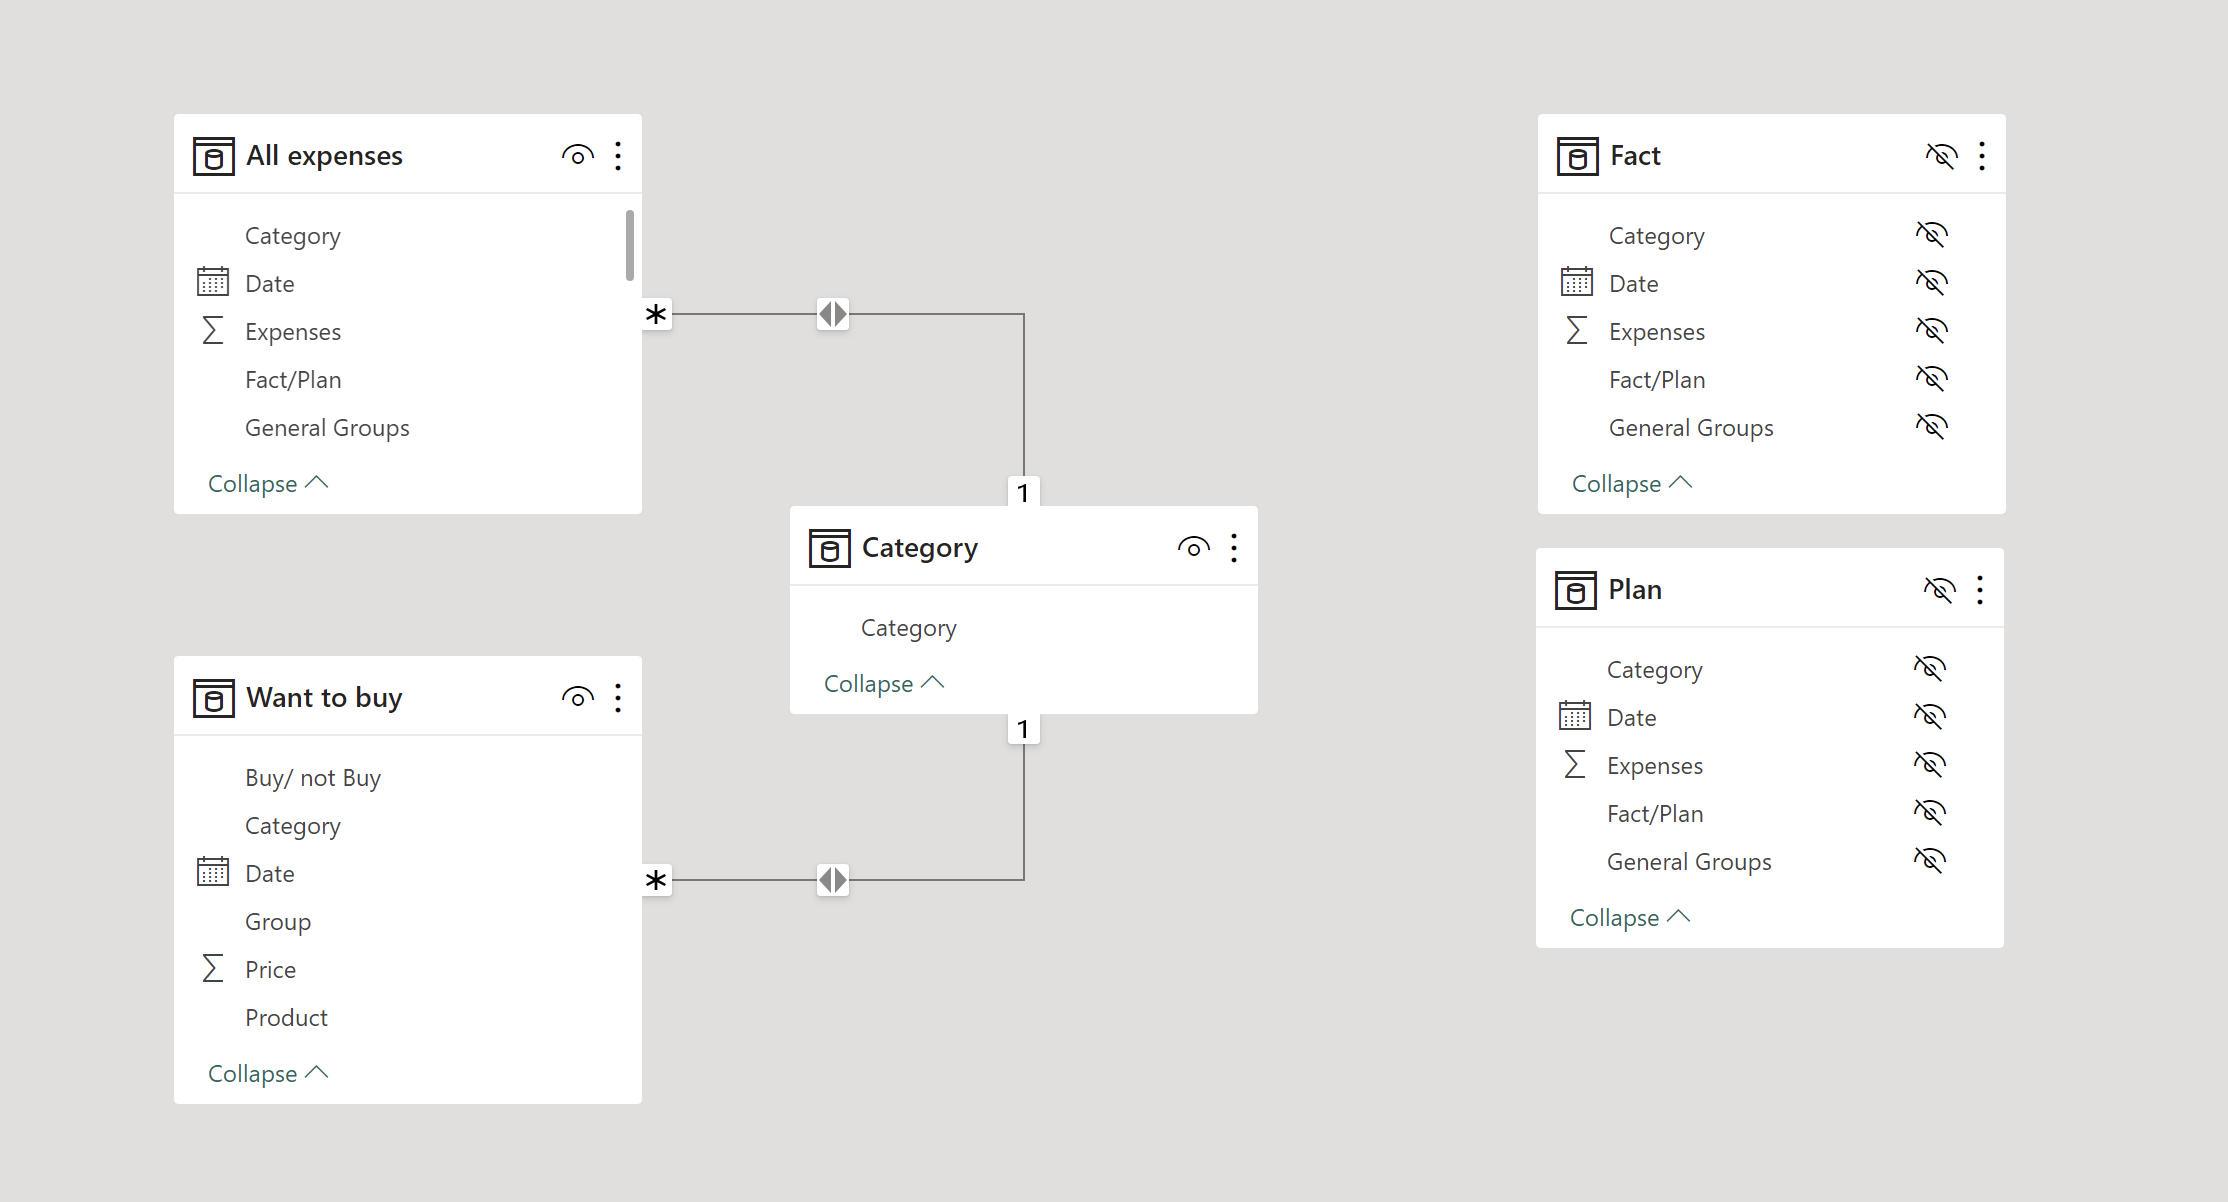 All expenses
Category
Date
Expenses
Fact/Plan
General Groups
Collapse
*
1
Category
Category
Collapse
1
Want to buy
Buy/ not Buy
Category
Date
Group
Price
Product
Collapse
*
Fact
Category
Date
Expenses
Fact/Plan
General Groups
Collapse
Plan
Category
Date
Expenses
Fact/Plan
General Groups
Collapse